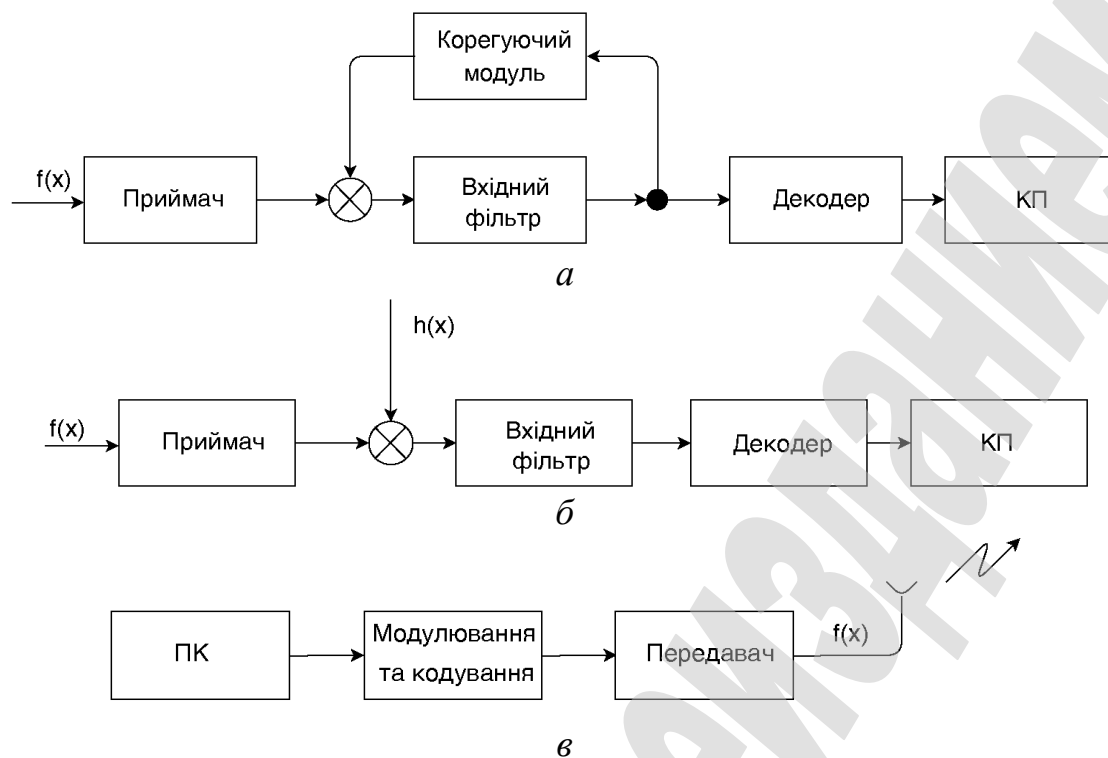 Корегуючий
модуль
f(x)
Приймач
Вхідний
фільтр
Декодер
КП
а
h(x)
f(x)
Приймач
Вхідний
фільтр
Декодер
КП
б
ПК
Модулювання
та кодування
Передавач
f(x)
в